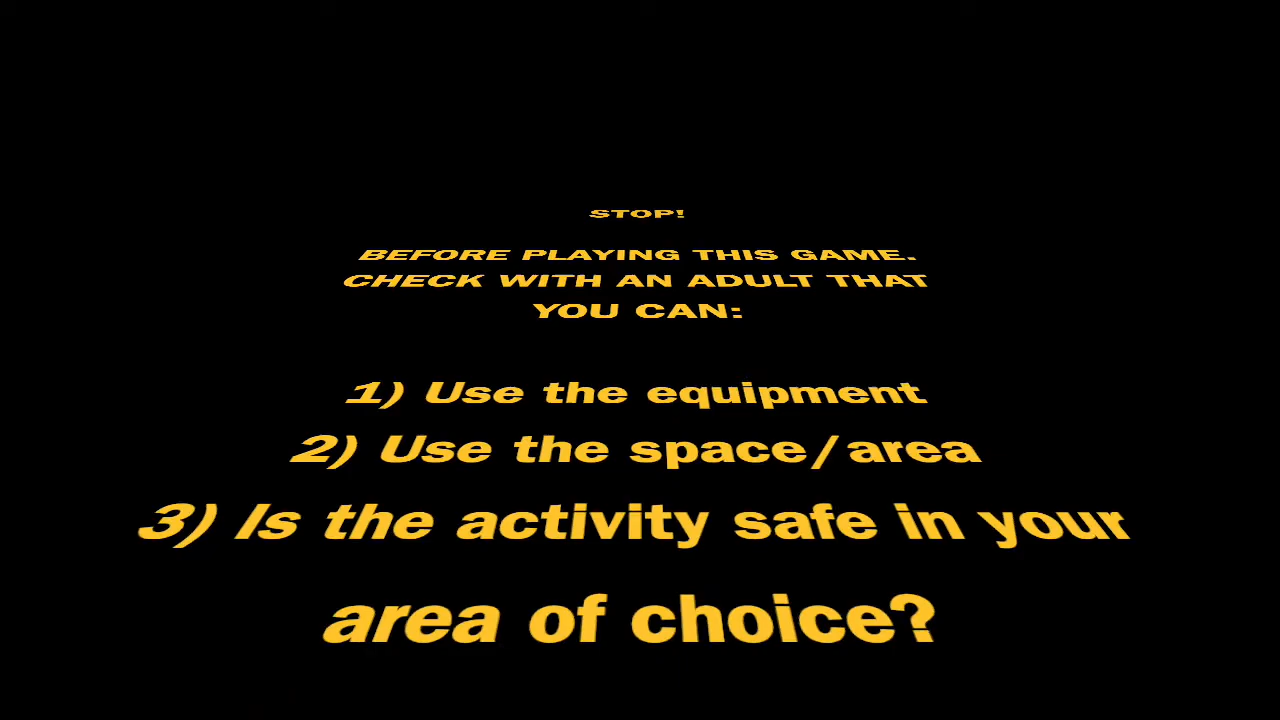 STOP!
BEFORE PLAYING THIS GAME.
CHECK WITH AN ADULT THAT
YOU CAN:
1) Use the equipment
2) Use the space/area
3) Is the activity safe in your
area of choice?